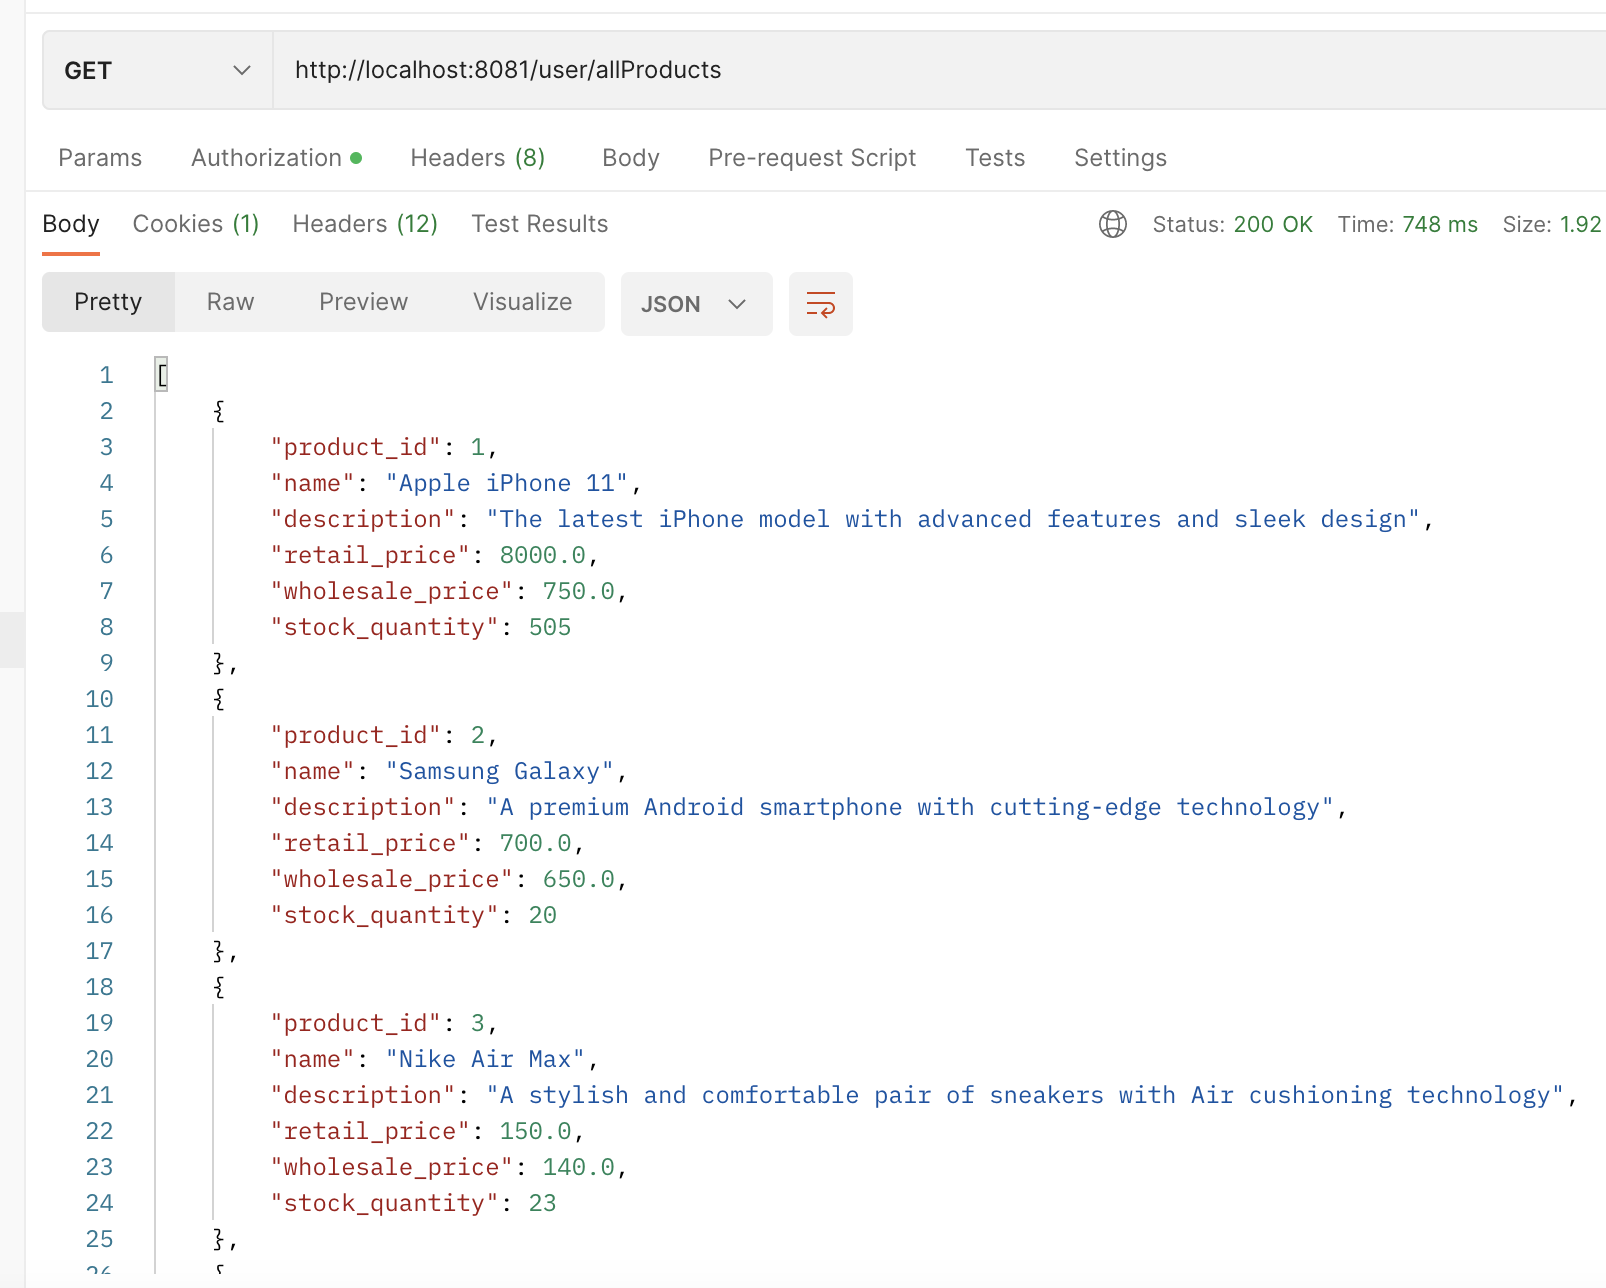 GET http://localhost:8081/user/allProducts
Params Authorization Headers (8) Body Pre-request Script Tests Settings
Body Cookies (1) Headers (12) Test Results Status: 200 OK Time: 748 ms Size: 1.92
Pretty Raw Preview Visualize JSON
1 [
2 {
3 "product_id": 1,
4 "name": "Apple iPhone 11",
5 "description": "The latest iPhone model with advanced features and sleek design",
6 "retail_price": 8000.0,
7 "wholesale_price": 750.0,
8 "stock_quantity": 505
9 },
10 {
11 "product_id": 2,
12 "name": "Samsung Galaxy",
13 "description": "A premium Android smartphone with cutting-edge technology",
14 "retail_price": 700.0,
15 "wholesale_price": 650.0,
16 "stock_quantity": 20
17 },
18 {
19 "product_id": 3,
20 "name": "Nike Air Max",
21 "description": "A stylish and comfortable pair of sneakers with Air cushioning technology",
22 "retail_price": 150.0,
23 "wholesale_price": 140.0,
24 "stock_quantity": 23
25 },
26 {